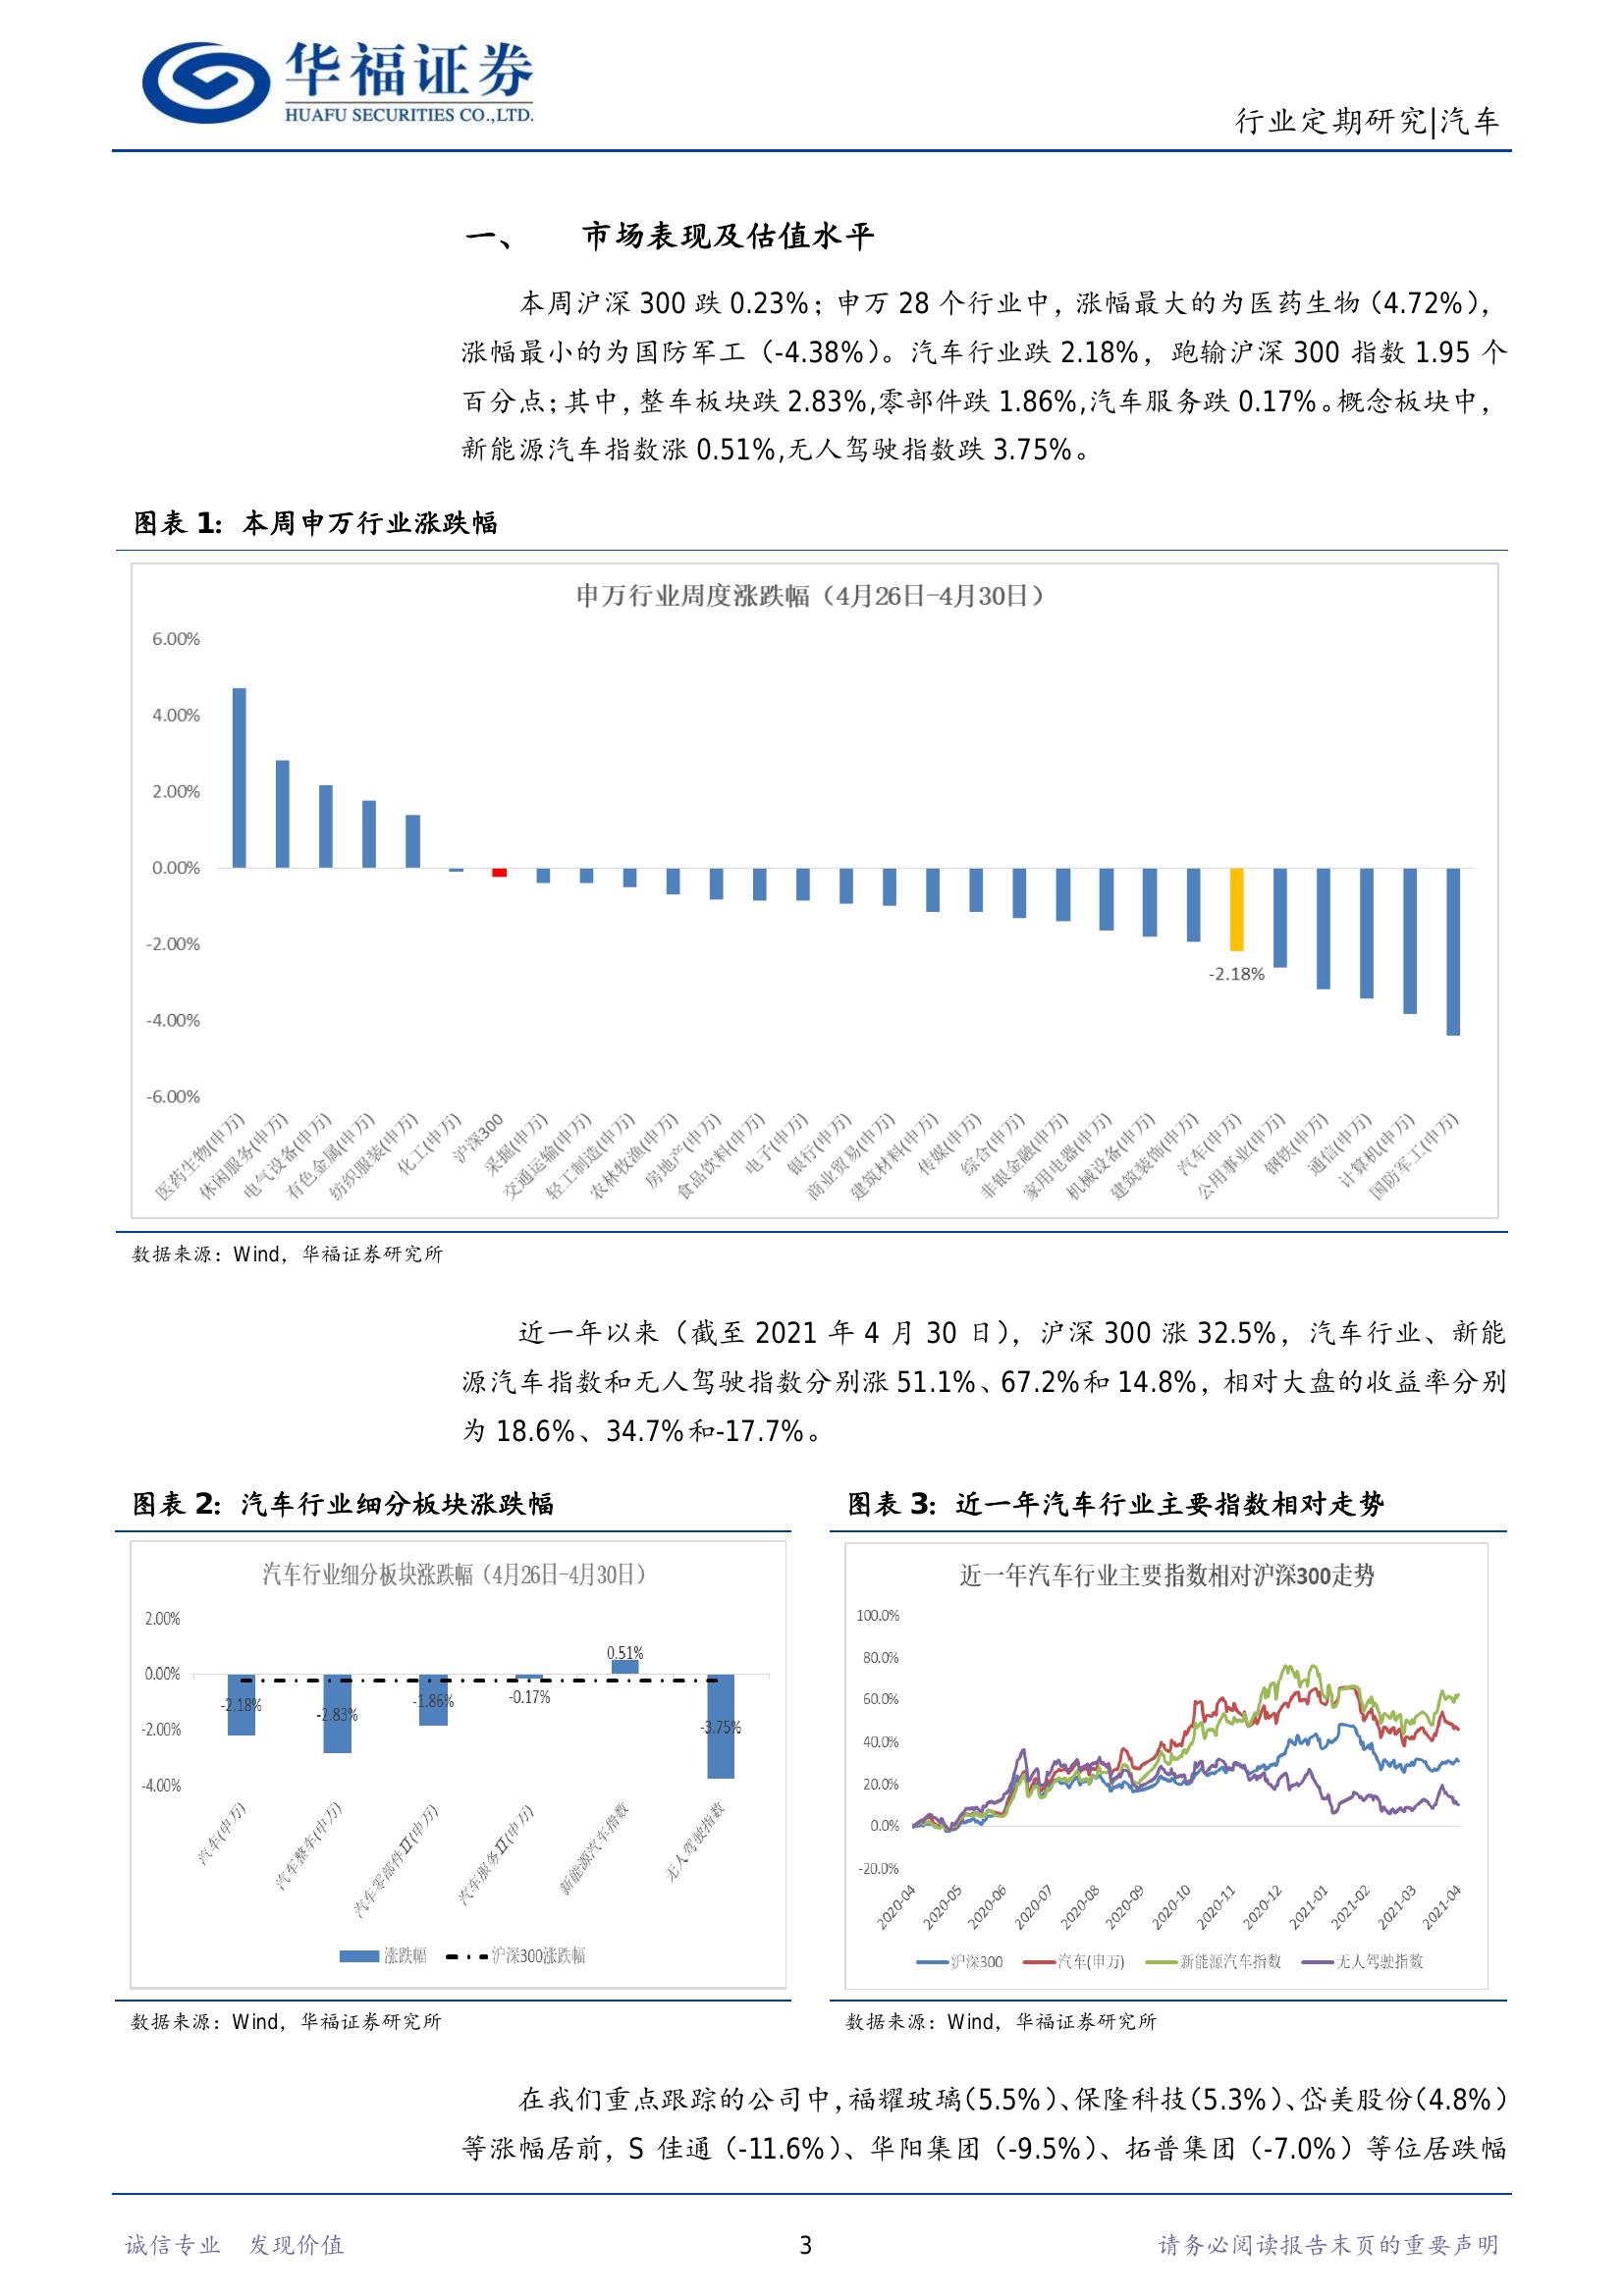 华福证券
HUAFU SECURITIES CO.,LTD.
行业定期研究|汽车
一、 市场表现及估值水平
本周沪深 300 跌 0.23%；申万 28 个行业中，涨幅最大的为医药生物（4.72%），
涨幅最小的为国防军工（-4.38%）。汽车行业跌 2.18%，跑输沪深 300 指数 1.95 个
百分点；其中，整车板块跌 2.83%,零部件跌 1.86%,汽车服务跌 0.17%。概念板块中，
新能源汽车指数涨 0.51%,无人驾驶指数跌 3.75%。
图表 1：本周申万行业涨跌幅
申万行业周度涨跌幅（4月26日-4月30日）
6.00%
4.00%
2.00%
0.00%
-2.00%
-4.00%
-6.00%
-2.18%
医药生物(申万)
休闲服务(申万)
电气设备(申万)
有色金属(申万)
纺织服装(申万)
化工(申万)
沪深300
采掘(申万)
交通运输(申万)
轻工制造(申万)
农林牧渔(申万)
房地产(申万)
食品饮料(申万)
电子(申万)
银行(申万)
商业贸易(申万)
建筑材料(申万)
传媒(申万)
综合(申万)
非银金融(申万)
家用电器(申万)
机械设备(申万)
建筑装饰(申万)
汽车(申万)
公用事业(申万)
钢铁(申万)
通信(申万)
计算机(申万)
国防军工(申万)
数据来源：Wind，华福证券研究所
近一年以来（截至 2021 年 4 月 30 日），沪深 300 涨 32.5%，汽车行业、新能
源汽车指数和无人驾驶指数分别涨 51.1%、67.2%和 14.8%，相对大盘的收益率分别
为 18.6%、34.7%和-17.7%。
图表 2：汽车行业细分板块涨跌幅
汽车行业细分板块涨跌幅（4月26日-4月30日）
2.00%
0.00%
-2.00%
-4.00%
-2.18%
-2.83%
-1.86%
-0.17%
0.51%
-3.75%
汽车(申万)
汽车整车(申万)
汽车零部件Ⅱ(申万)
汽车服务Ⅱ(申万)
新能源汽车指数
无人驾驶指数
涨跌幅 沪深300涨跌幅
数据来源：Wind，华福证券研究所
图表 3：近一年汽车行业主要指数相对走势
近一年汽车行业主要指数相对沪深300走势
100.0%
80.0%
60.0%
40.0%
20.0%
0.0%
-20.0%
2020-04
2020-05
2020-06
2020-07
2020-08
2020-09
2020-10
2020-11
2020-12
2021-01
2021-02
2021-03
2021-04
沪深300 汽车(申万) 新能源汽车指数 无人驾驶指数
数据来源：Wind，华福证券研究所
在我们重点跟踪的公司中，福耀玻璃（5.5%）、保隆科技（5.3%）、岱美股份（4.8%）
等涨幅居前，S 佳通（-11.6%）、华阳集团（-9.5%）、拓普集团（-7.0%）等位居跌幅
诚信专业 发现价值
3
请务必阅读报告末页的重要声明